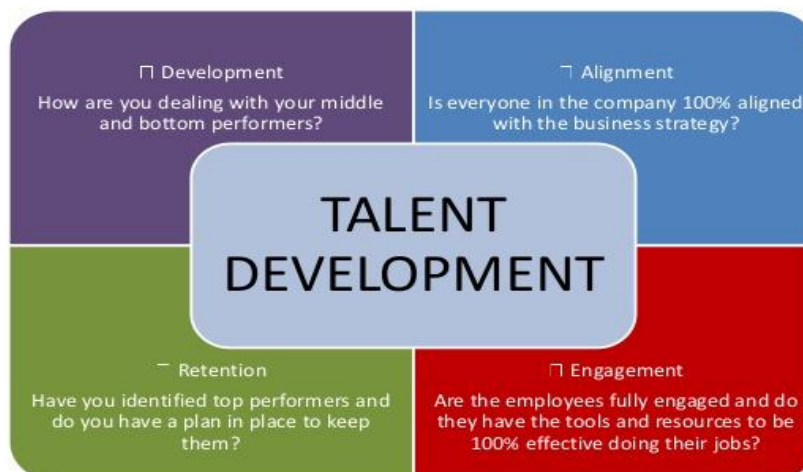 Development
How are you dealing with your middle
and bottom performers?
Alignment
Is everyone in the company 100% aligned
with the business strategy?
TALENT
DEVELOPMENT
Retention
Have you identified top performers and
do you have a plan in place to keep
them?
Engagement
Are the employees fully engaged and do
they have the tools and resources to be
100% effective doing their jobs?